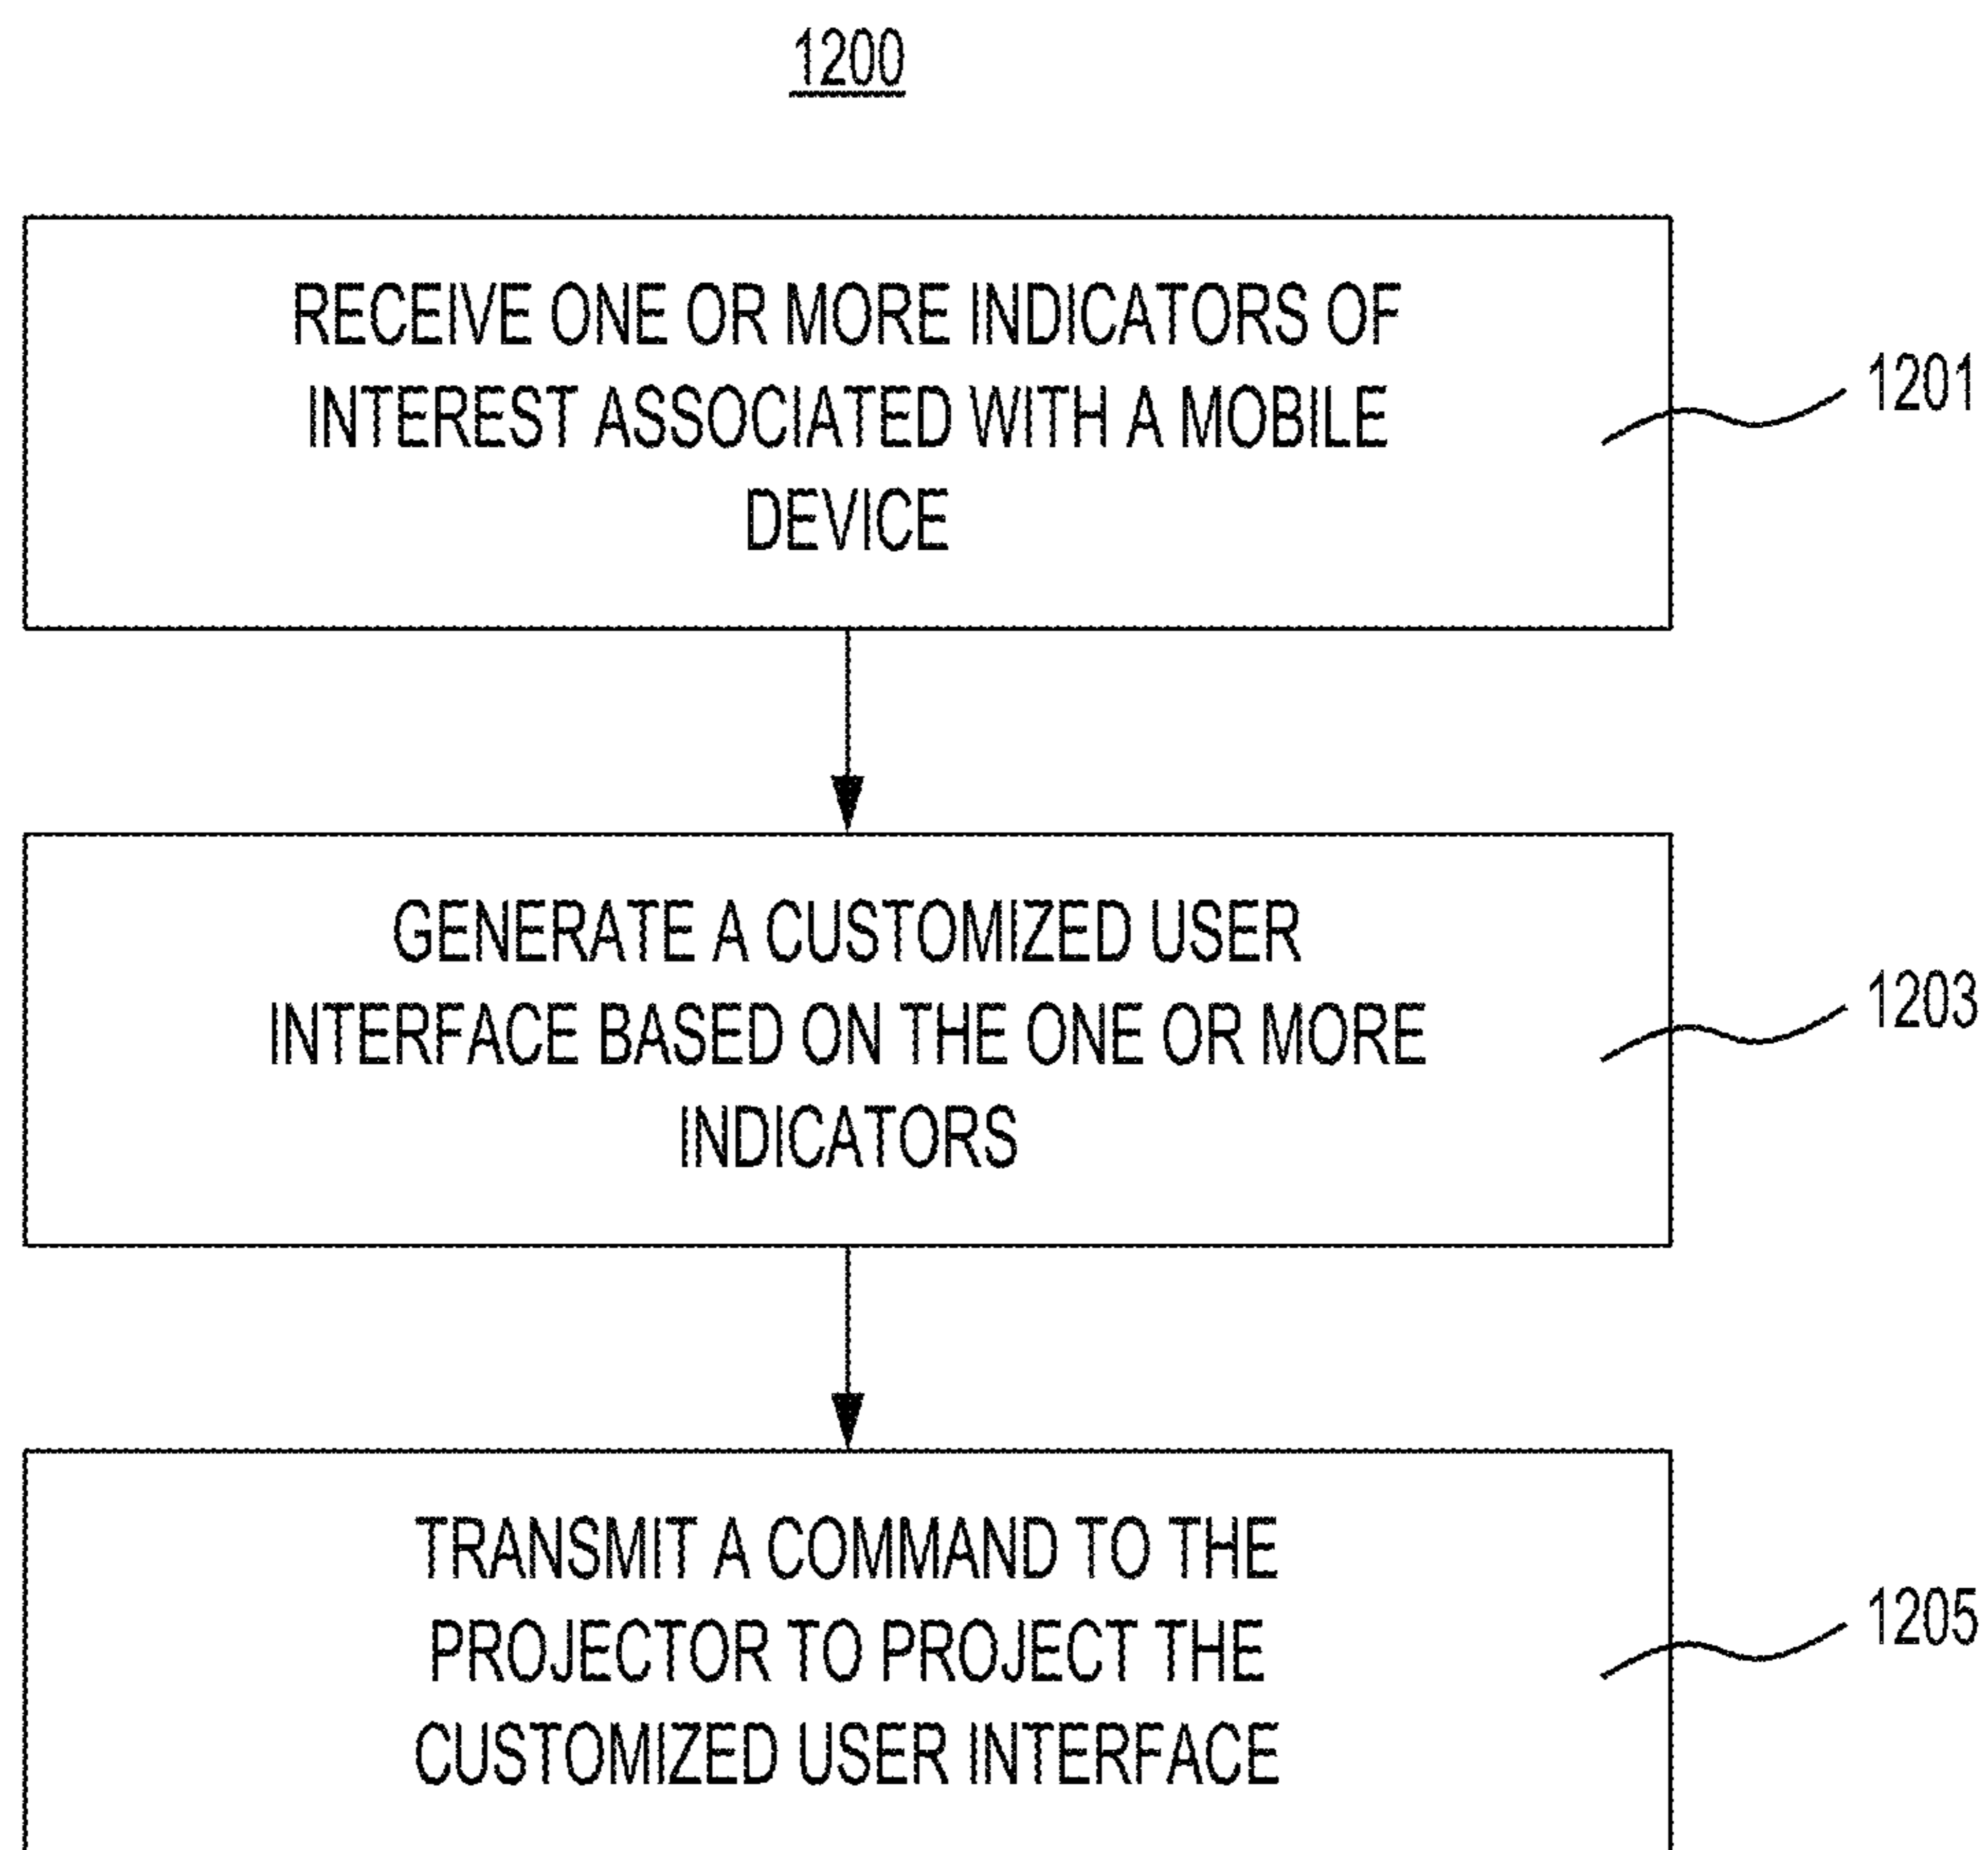 1200
RECEIVE ONE OR MORE INDICATORS OF
INTEREST ASSOCIATED WITH A MOBILE
DEVICE
1201
GENERATE A CUSTOMIZED USER
INTERFACE BASED ON THE ONE OR MORE
INDICATORS
1203
TRANSMIT A COMMAND TO THE
PROJECTOR TO PROJECT THE
CUSTOMIZED USER INTERFACE
1205